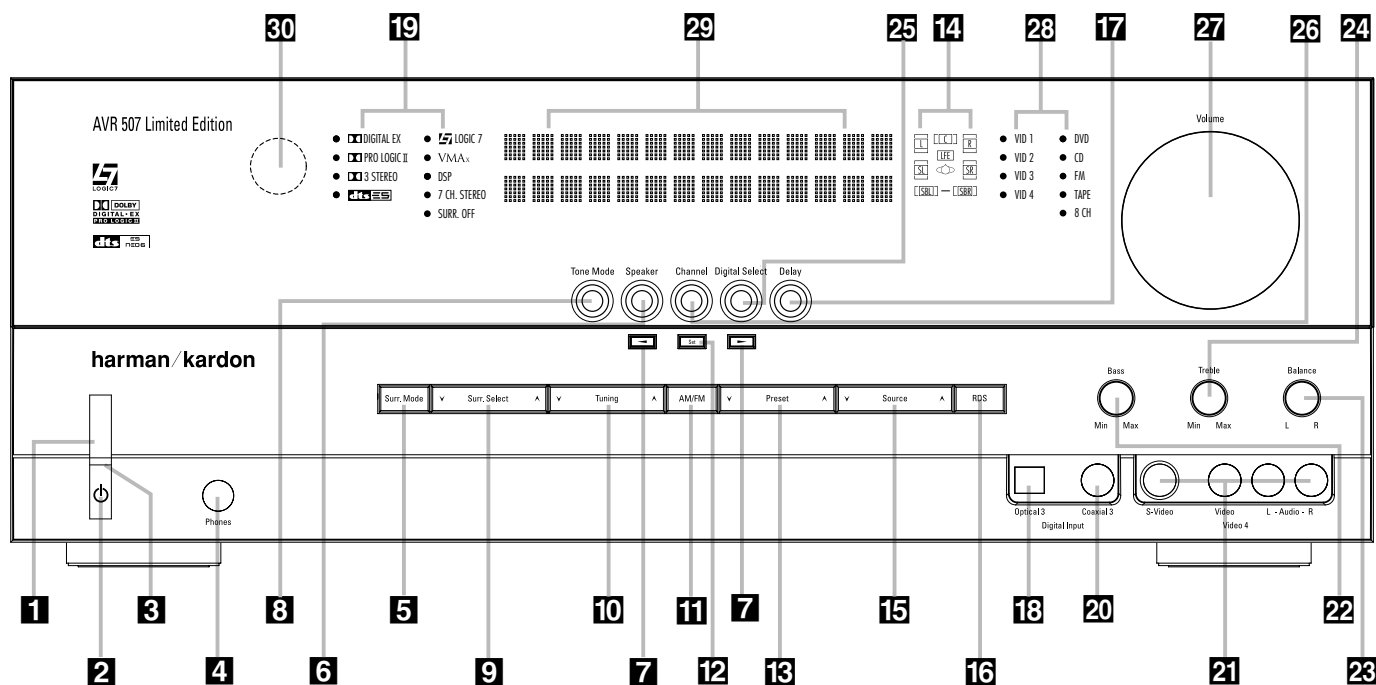 30 19 29 25 14 28 17 27 26 24
AVR 507 Limited Edition
LOGIC7
DOLBY
DIGITAL·EX
PRO LOGIC II
dts ES NEO:6
DIGITAL EX
PRO LOGIC II
3 STEREO
dts ES
LOGIC 7
VMAx
DSP
7 CH. STEREO
SURR. OFF
L C R
LFE
SL SR
SBL SBR
VID 1
VID 2
VID 3
VID 4
DVD
CD
FM
TAPE
8 CH
Volume
Tone Mode Speaker Channel Digital Select Delay
Set
harman/kardon
Surr. Mode Surr. Select Tuning AM/FM Preset Source RDS
Bass Treble Balance
Min Max Min Max L R
Phones
Optical 3 Coaxial 3
Digital Input
S-Video Video L - Audio - R
Video 4
1 3 8 5 10 11 7 15 18 20 22
2 4 6 9 7 12 13 16 21 23